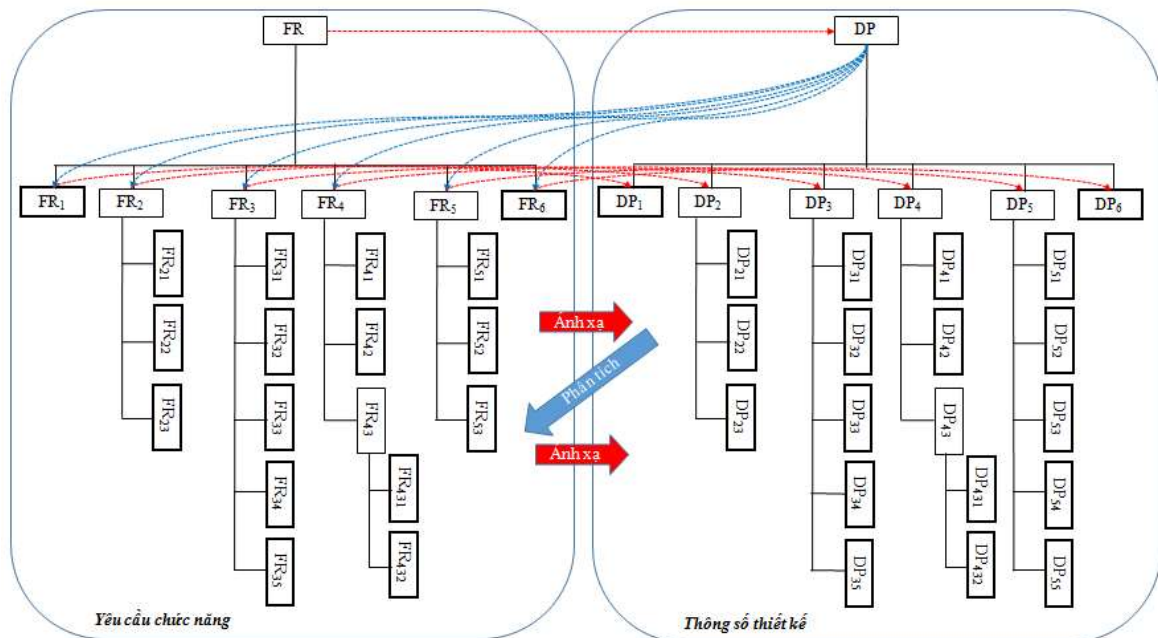 FR
DP
FR₁
FR₂
FR₃
FR₄
FR₅
FR₆
DP₁
DP₂
DP₃
DP₄
DP₅
DP₆
FR₂₁
FR₃₁
FR₄₁
FR₅₁
DP₂₁
DP₃₁
DP₄₁
DP₅₁
Ánh xạ
FR₂₂
FR₃₂
FR₄₂
FR₅₂
DP₂₂
DP₃₂
DP₄₂
DP₅₂
Phân tích
FR₂₃
FR₃₃
FR₄₃
FR₅₃
DP₂₃
DP₃₃
DP₄₃
DP₅₃
Ánh xạ
FR₃₄
FR₄₃₁
DP₃₄
DP₄₃₁
DP₅₄
FR₃₅
FR₄₃₂
DP₃₅
DP₄₃₂
DP₅₅
Yêu cầu chức năng
Thông số thiết kế